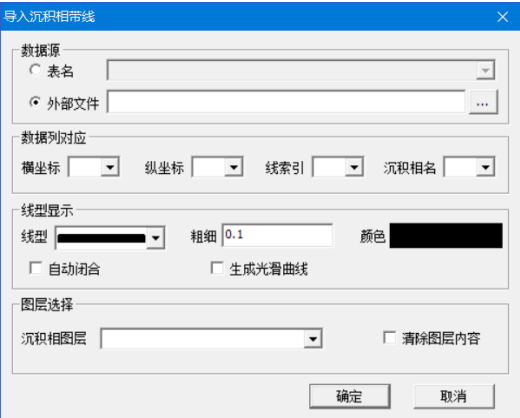 导入沉积相带线
数据源
表名
外部文件 ...
数据列对应
横坐标 纵坐标 线索引 沉积相名
线型显示
线型 粗细 0.1 颜色
自动闭合 生成光滑曲线
图层选择
沉积相图层 清除图层内容
确定 取消